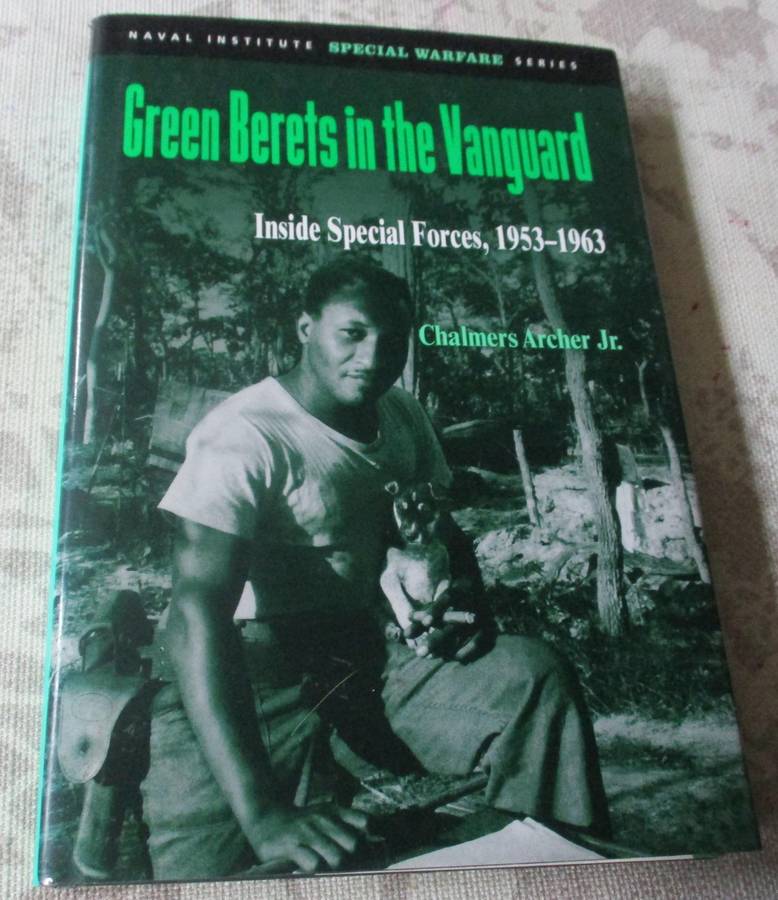 NAVAL INSTITUTE SPECIAL WARFARE SERIES
Green Berets in the Vanguard
Inside Special Forces, 1953–1963
Chalmers Archer Jr.